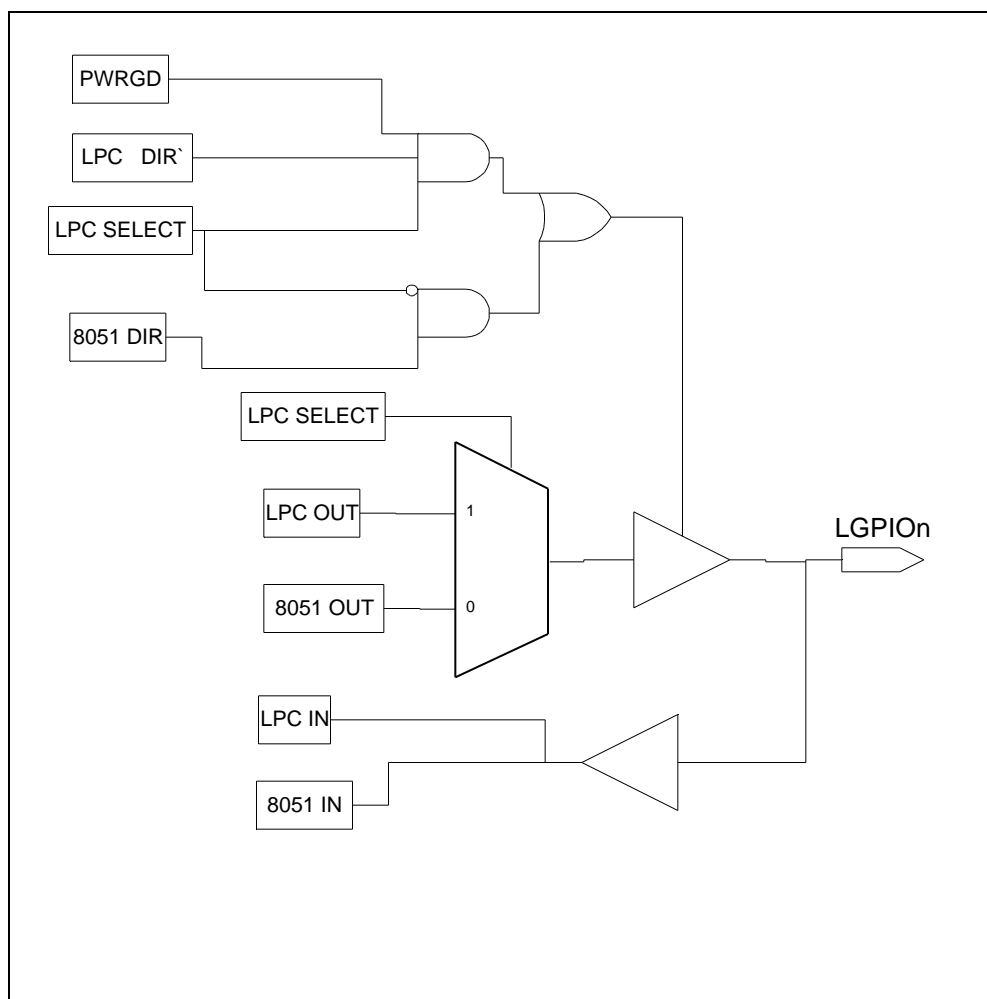 PWRGD
LPC DIR`
LPC SELECT
8051 DIR
LPC SELECT
LPC OUT
1
LGPIOn
8051 OUT
0
LPC IN
8051 IN